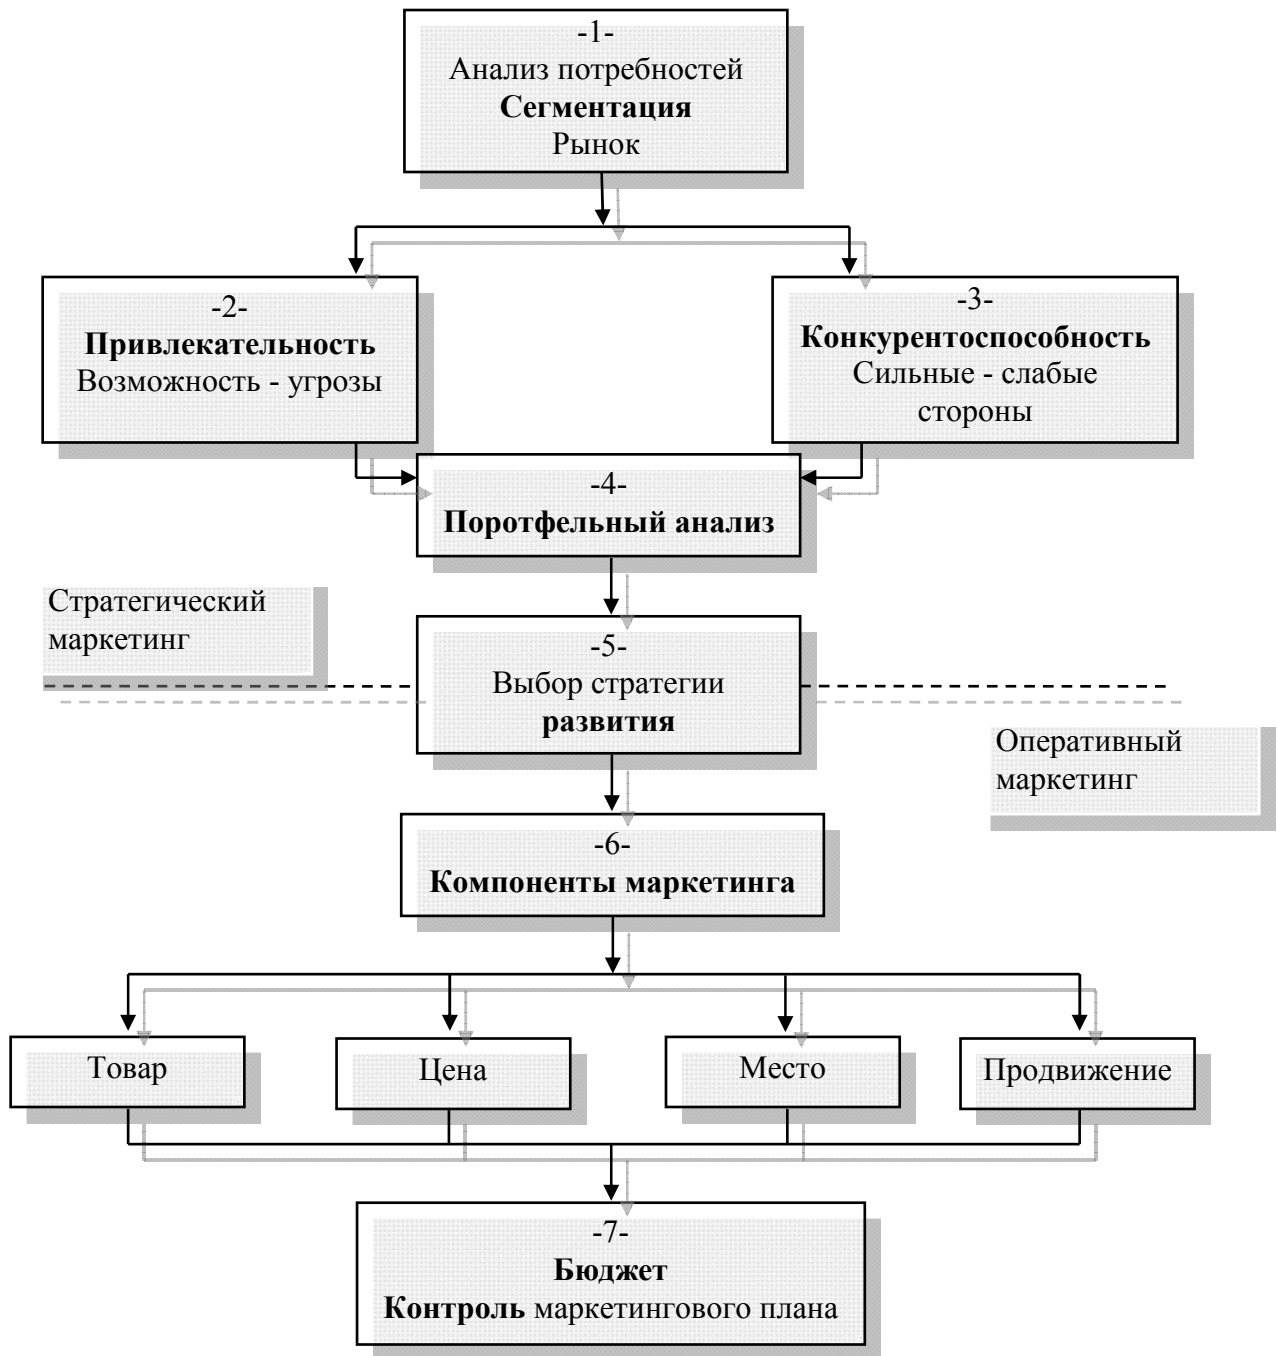 -1-
Анализ потребностей
Сегментация
Рынок
-2-
Привлекательность
Возможность - угрозы
-3-
Конкурентоспособность
Сильные - слабые
стороны
-4-
Поротфельный анализ
Стратегический
маркетинг
-5-
Выбор стратегии
развития
Оперативный
маркетинг
-6-
Компоненты маркетинга
Товар
Цена
Место
Продвижение
-7-
Бюджет
Контроль маркетингового плана